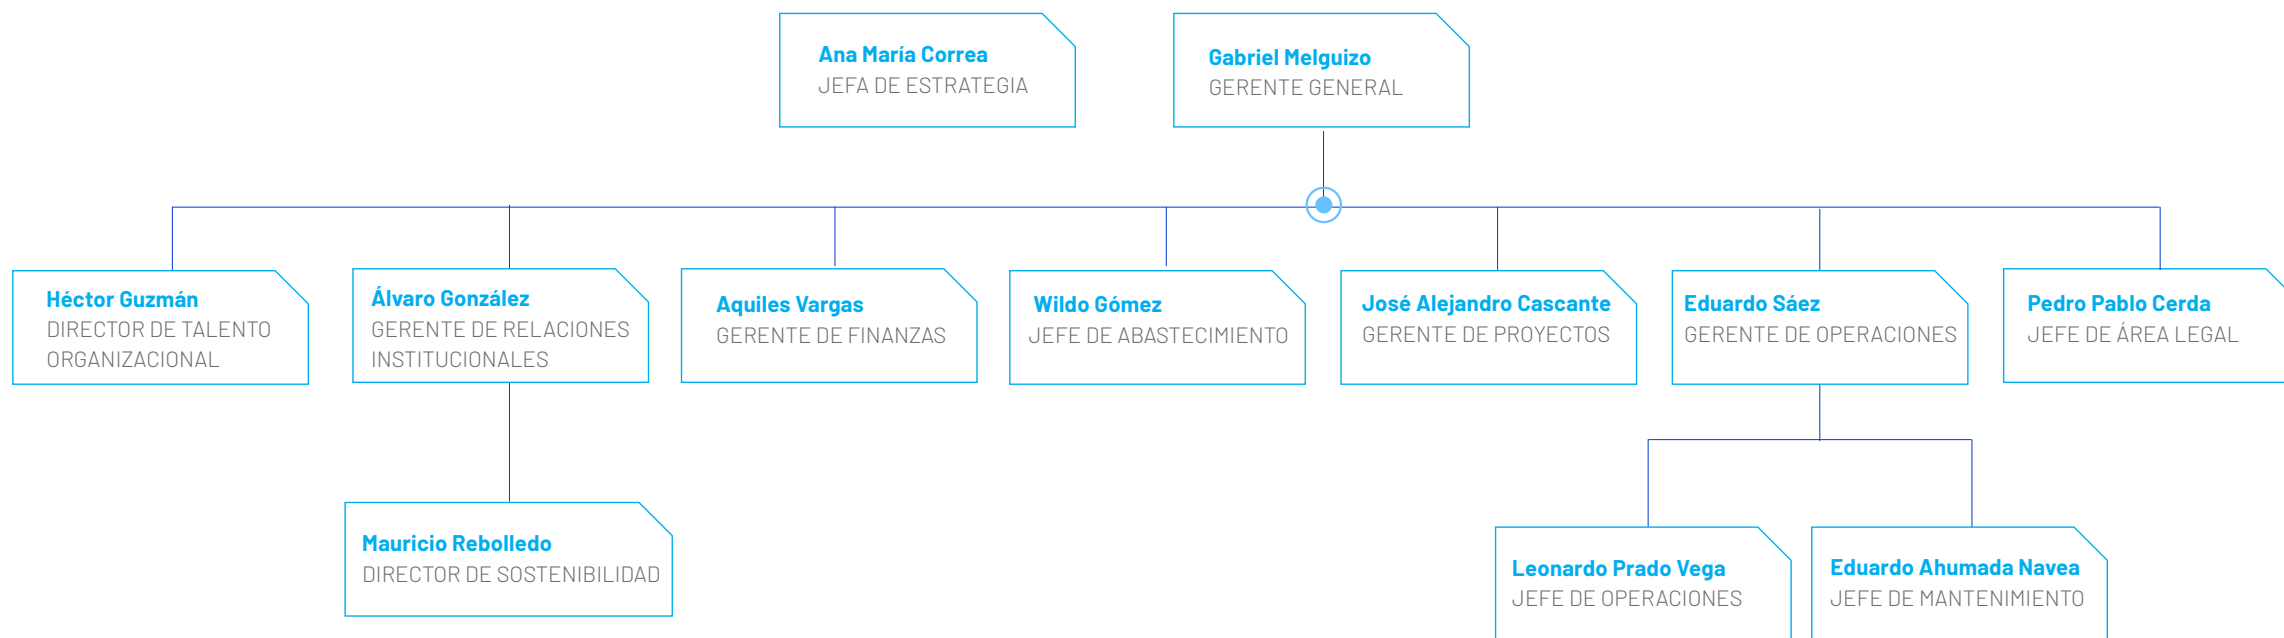 Ana María Correa
JEFA DE ESTRATEGIA
Gabriel Melguizo
GERENTE GENERAL
Héctor Guzmán
DIRECTOR DE TALENTO
ORGANIZACIONAL
Álvaro González
GERENTE DE RELACIONES
INSTITUCIONALES
Aquiles Vargas
GERENTE DE FINANZAS
Wildo Gómez
JEFE DE ABASTECIMIENTO
José Alejandro Cascante
GERENTE DE PROYECTOS
Eduardo Sáez
GERENTE DE OPERACIONES
Pedro Pablo Cerda
JEFE DE ÁREA LEGAL
Mauricio Rebolledo
DIRECTOR DE SOSTENIBILIDAD
Leonardo Prado Vega
JEFE DE OPERACIONES
Eduardo Ahumada Navea
JEFE DE MANTENIMIENTO